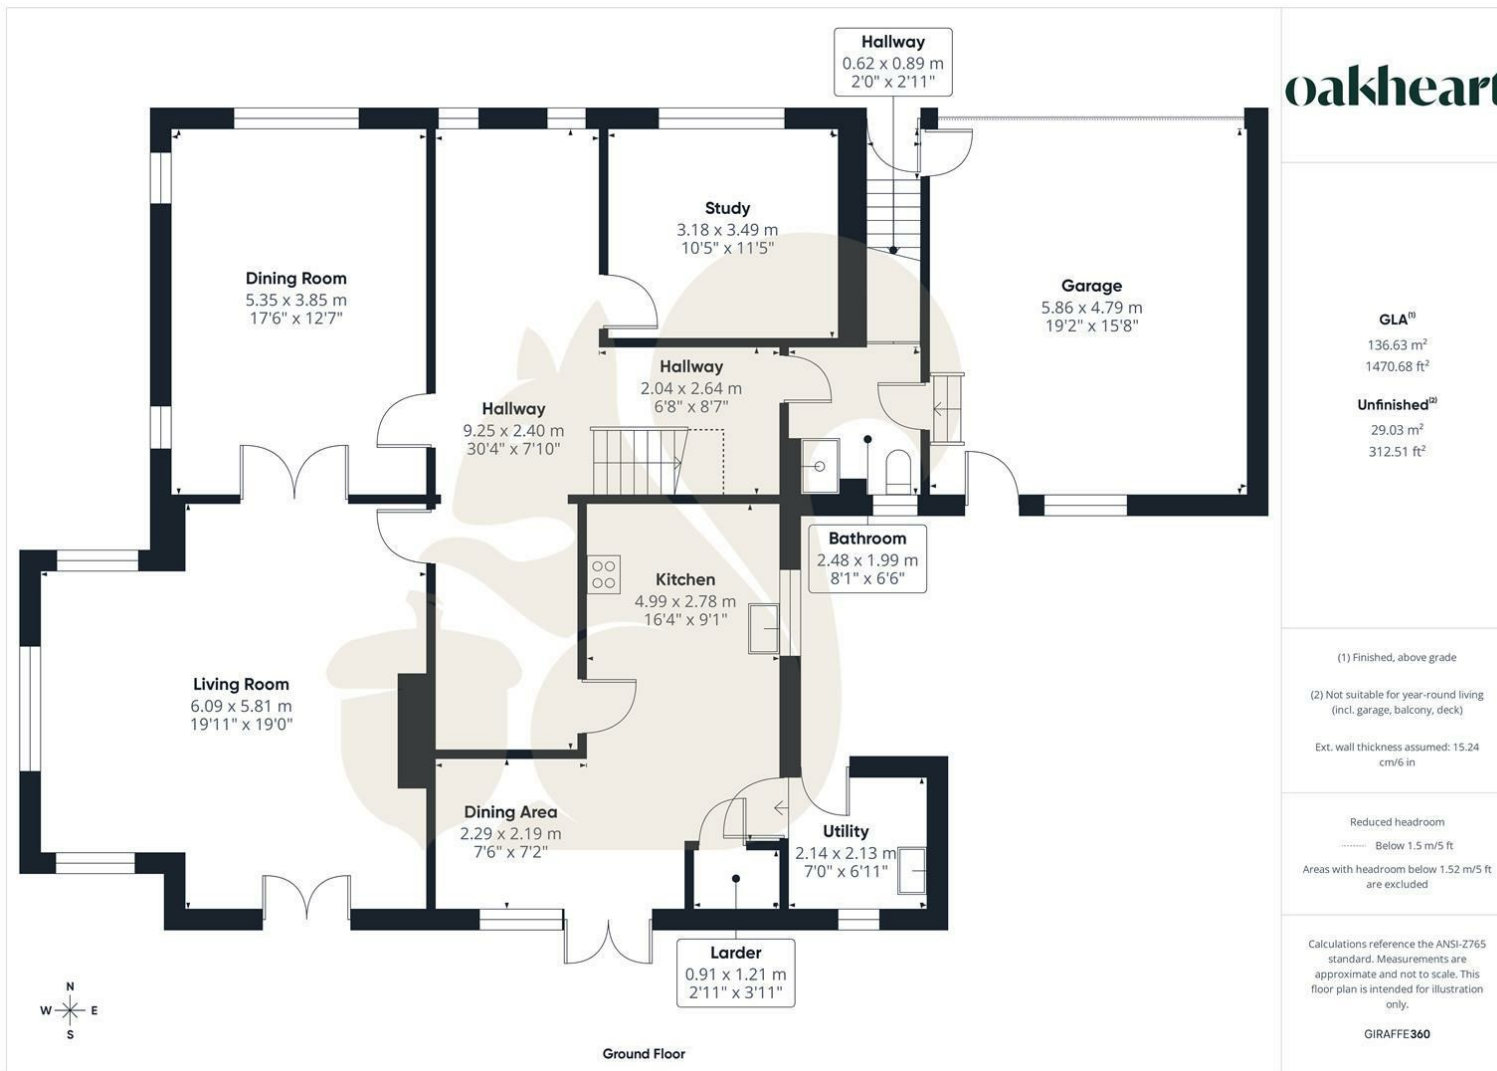 Hallway
0.62 x 0.89 m
2'0" x 2'11"
oakheart
Study
3.18 x 3.49 m
10'5" x 11'5"
Dining Room
5.35 x 3.85 m
17'6" x 12'7"
Garage
5.86 x 4.79 m
19'2" x 15'8"
GLA(1)
136.63 m²
1470.68 ft²
Unfinished(2)
29.03 m²
312.51 ft²
Hallway
2.04 x 2.64 m
6'8" x 8'7"
Hallway
9.25 x 2.40 m
30'4" x 7'10"
Bathroom
2.48 x 1.99 m
8'1" x 6'6"
Kitchen
4.99 x 2.78 m
16'4" x 9'1"
Living Room
6.09 x 5.81 m
19'11" x 19'0"
(1) Finished, above grade
(2) Not suitable for year-round living
(incl. garage, balcony, deck)
Ext. wall thickness assumed: 15.24
cm/6 in
Dining Area
2.29 x 2.19 m
7'6" x 7'2"
Utility
2.14 x 2.13 m
7'0" x 6'11"
Reduced headroom
Below 1.5 m/5 ft
Areas with headroom below 1.52 m/5 ft
are excluded
Larder
0.91 x 1.21 m
2'11" x 3'11"
Calculations reference the ANSI-Z765
standard. Measurements are
approximate and not to scale. This
floor plan is intended for illustration
only.
GIRAFFE360
N
W E
S
Ground Floor